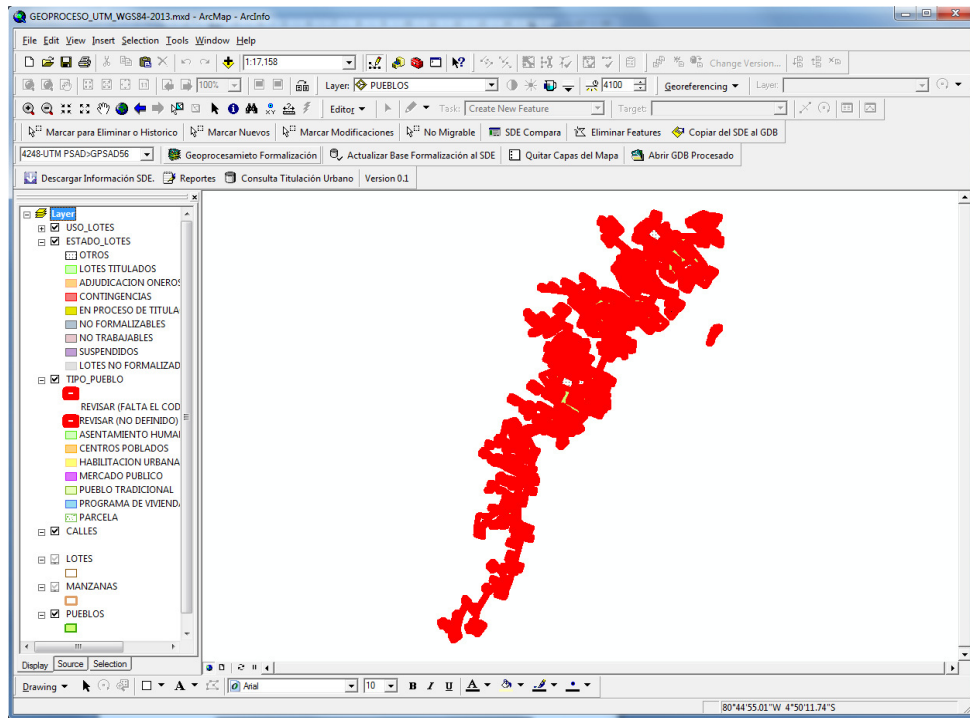 GEOPROCESO_UTM_WGS84-2013.mxd - ArcMap - ArcInfo
File Edit View Insert Selection Tools Window Help
1:17,158 Change Version...
100% Layer: PUEBLOS 4100 Georeferencing Layer:
Editor Task: Create New Feature Target:
Marcar para Eliminar o Historico Marcar Nuevos Marcar Modificaciones No Migrable SDE Compara Eliminar Features Copiar del SDE al GDB
4248-UTM PSAD>GPSAD56 Geoprocesamieto Formalización Actualizar Base Formalización al SDE Quitar Capas del Mapa Abrir GDB Procesado
Descargar Información SDE. Reportes Consulta Titulación Urbano Version 0.1
Layer
USO_LOTES
ESTADO_LOTES
OTROS
LOTES TITULADOS
ADJUDICACION ONEROS
CONTINGENCIAS
EN PROCESO DE TITULA
NO FORMALIZABLES
NO TRABAJABLES
SUSPENDIDOS
LOTES NO FORMALIZAD
TIPO_PUEBLO
REVISAR (FALTA EL COD
REVISAR (NO DEFINIDO)
ASENTAMIENTO HUMAI
CENTROS POBLADOS
HABILITACION URBANA
MERCADO PUBLICO
PUEBLO TRADICIONAL
PROGRAMA DE VIVIEND
PARCELA
CALLES
LOTES
MANZANAS
PUEBLOS
Display Source Selection
Drawing A Arial 10 B I U A
80°44'55.01"W 4°50'11.74"S